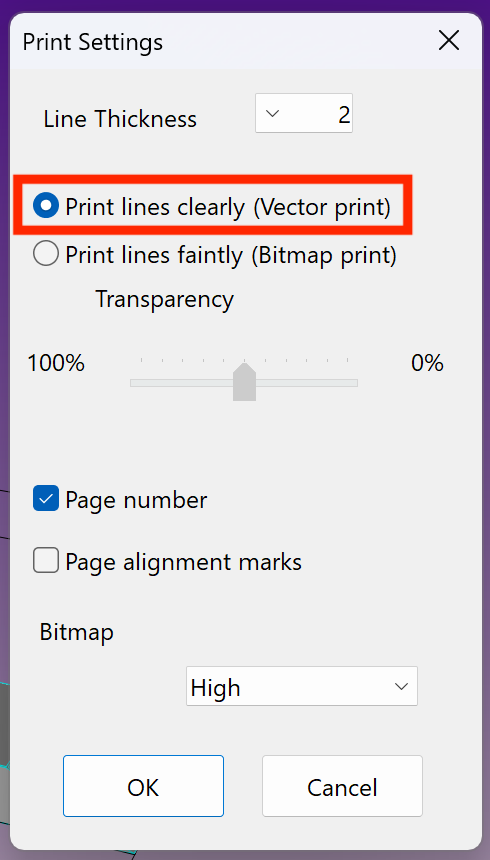 Print Settings
Line Thickness 2
Print lines clearly (Vector print)
Print lines faintly (Bitmap print)
Transparency
100% 0%
Page number
Page alignment marks
Bitmap
High
OK Cancel